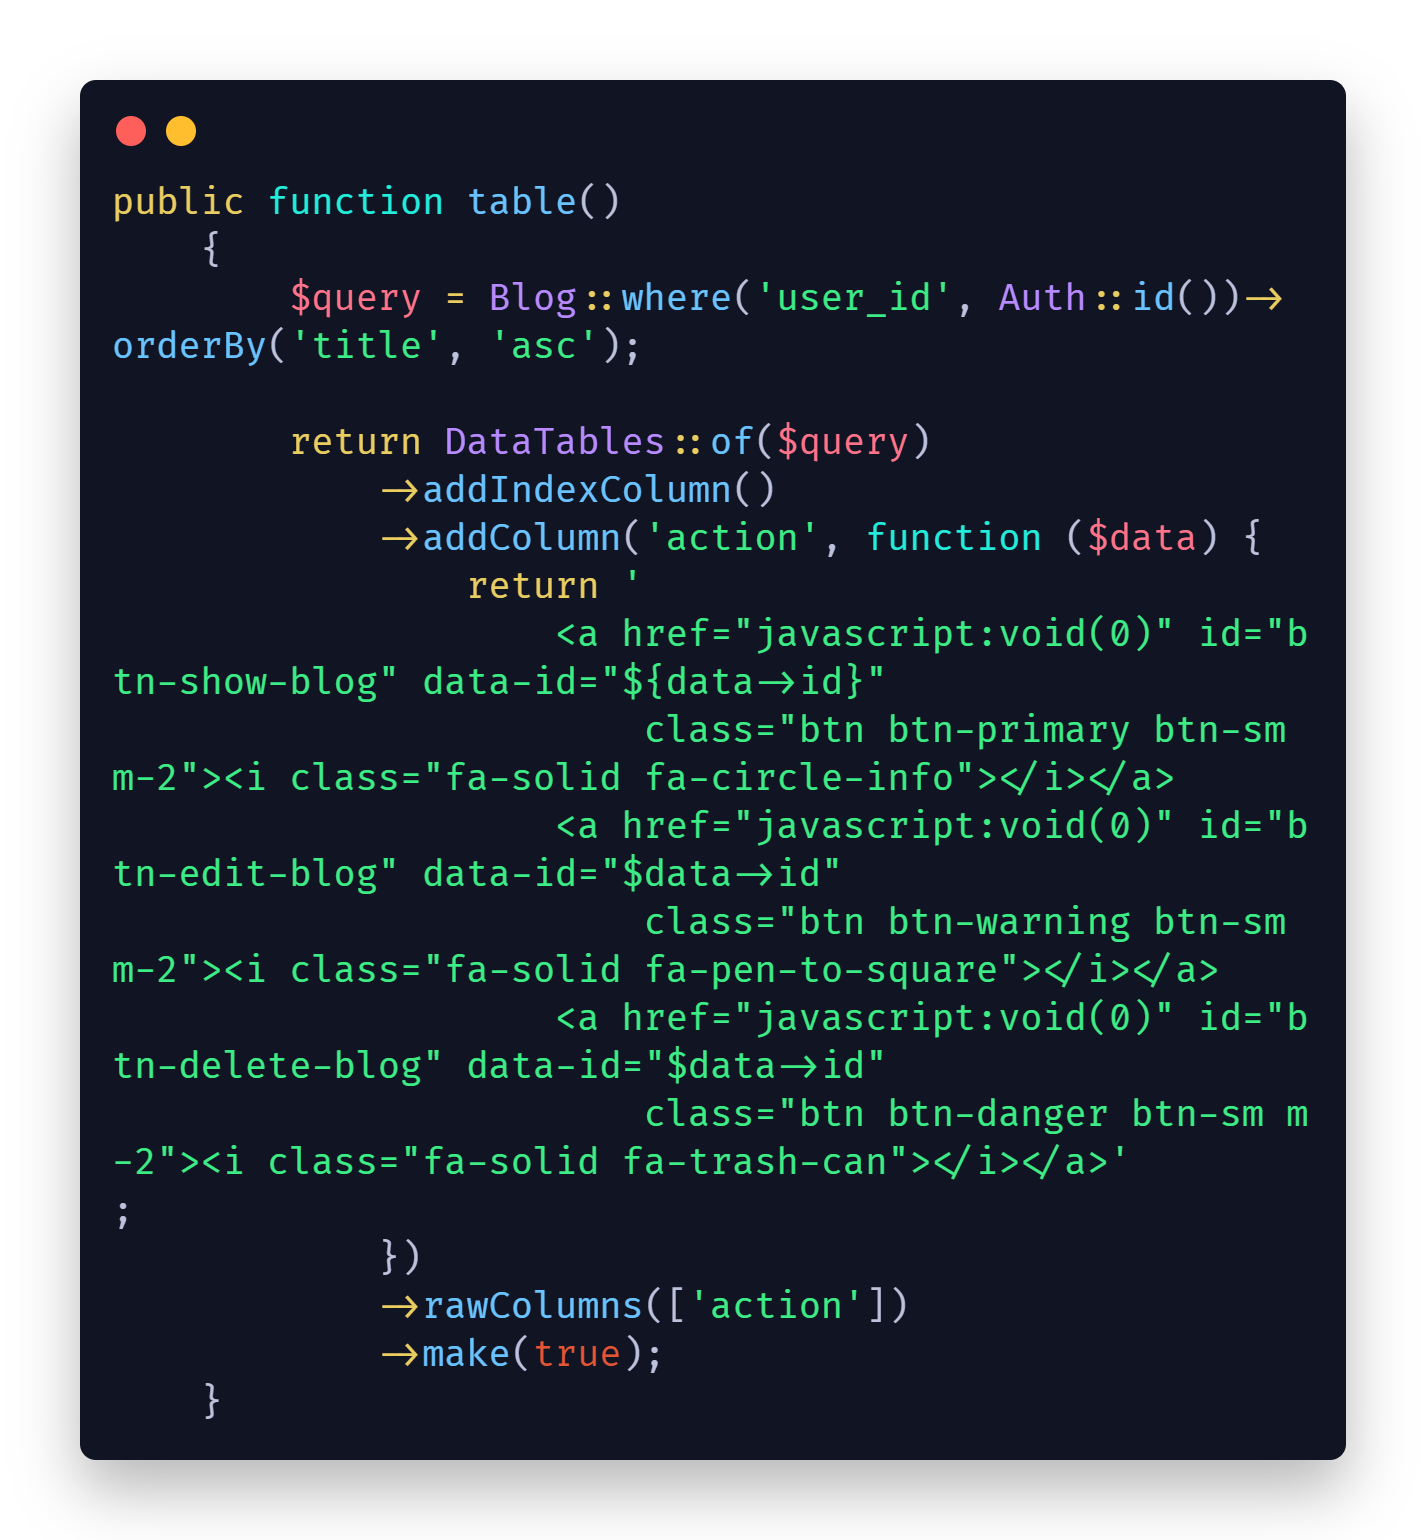 public function table()
    {
        $query = Blog::where('user_id', Auth::id())->
orderBy('title', 'asc');

        return DataTables::of($query)
            ->addIndexColumn()
            ->addColumn('action', function ($data) {
                return '
                    <a href="javascript:void(0)" id="b
tn-show-blog" data-id="${data->id}"
                        class="btn btn-primary btn-sm 
m-2"><i class="fa-solid fa-circle-info"></i></a>
                    <a href="javascript:void(0)" id="b
tn-edit-blog" data-id="$data->id"
                        class="btn btn-warning btn-sm 
m-2"><i class="fa-solid fa-pen-to-square"></i></a>
                    <a href="javascript:void(0)" id="b
tn-delete-blog" data-id="$data->id"
                        class="btn btn-danger btn-sm m
-2"><i class="fa-solid fa-trash-can"></i></a>'
;
            })
            ->rawColumns(['action'])
            ->make(true);
    }